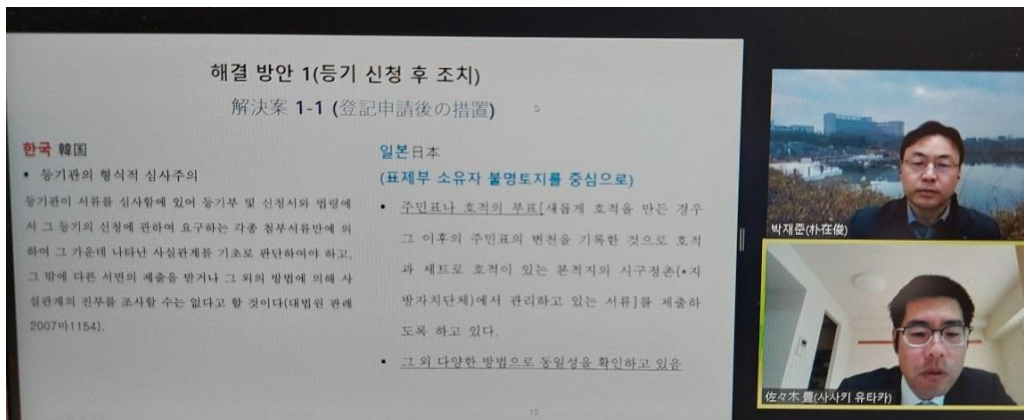 해결 방안 1(등기 신청 후 조치)
解決案 1-1 (登記申請後の措置)
한국 韓国
• 등기관의 형식적 심사주의
등기관이 서류를 심사함에 있어 등기부 및 신청서와 법령에
서 그 등기의 신청에 관하여 요구하는 각종 첨부서류만에 의
하여 그 가운데 나타난 사실관계를 기초로 판단하여야 하고,
그 밖에 다른 서면의 제출을 받거나 그 외의 방법에 의해 사
실관계의 진부를 조사할 수는 없다고 할 것이다(대법원 판례
2007마1154).
일본 日本
(표제부 소유자 불명토지를 중심으로)
• 주민표나 호적의 부표[새롭게 호적을 만든 경우
그 이후의 주민표의 변천을 기록한 것으로 호적
과 세트로 호적이 있는 본적지의 시구정촌(*지
방자치단체)에서 관리하고 있는 서류]를 제출하
도록 하고 있다.
• 그 외 다양한 방법으로 동일성을 확인하고 있음
10
박재준(朴在俊)
佐々木 豊(사사키 유타카)